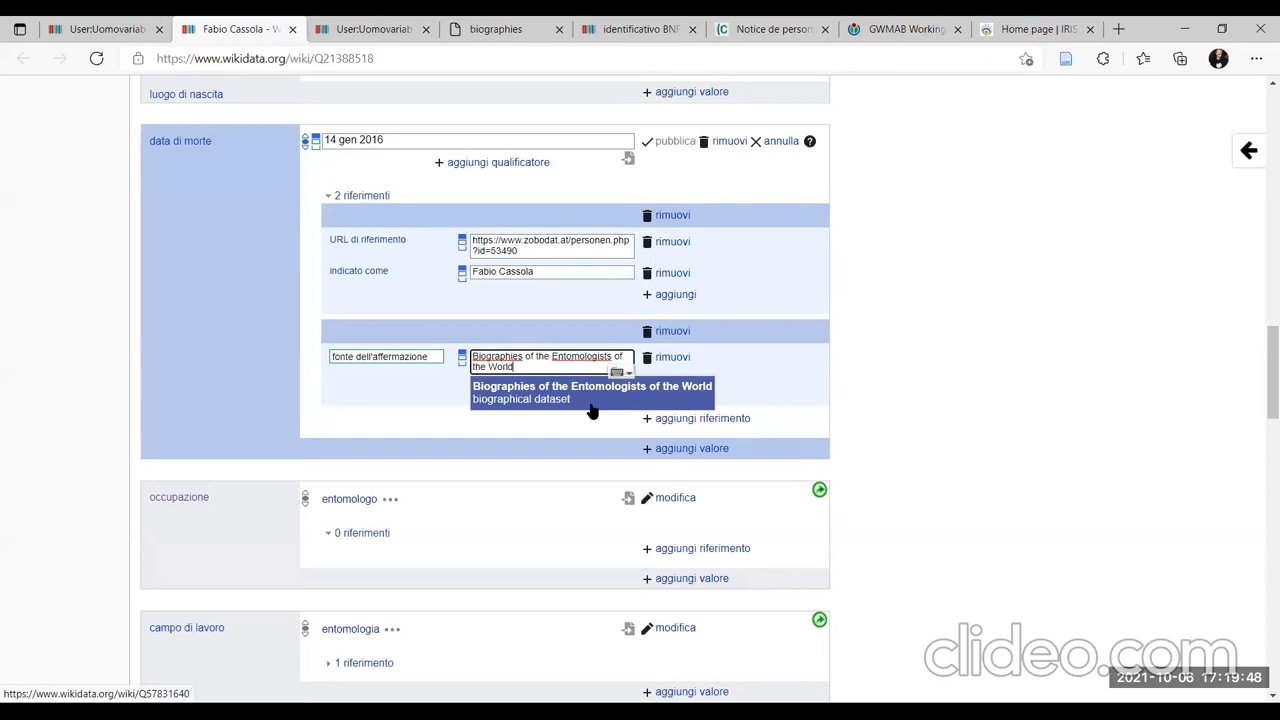 User:Uomovariab
Fabio Cassola - W
User:Uomovariab
biographies
identificativo BNF
Notice de person
GWMAB Working
Home page | IRIS
https://www.wikidata.org/wiki/Q21388518
luogo di nascita
+ aggiungi valore
data di morte
14 gen 2016
pubblica rimuovi annulla
+ aggiungi qualificatore
2 riferimenti
rimuovi
URL di riferimento
https://www.zobodat.at/personen.php
?id=53490
rimuovi
indicato come
Fabio Cassola
rimuovi
+ aggiungi
rimuovi
fonte dell'affermazione
Biographies of the Entomologists of
the World
rimuovi
Biographies of the Entomologists of the World
biographical dataset
+ aggiungi riferimento
+ aggiungi valore
occupazione
entomologo
modifica
0 riferimenti
+ aggiungi riferimento
+ aggiungi valore
campo di lavoro
entomologia
modifica
1 riferimento
+ aggiungi valore
https://www.wikidata.org/wiki/Q57831640
clideo.com
2021-10-06 17:19:48